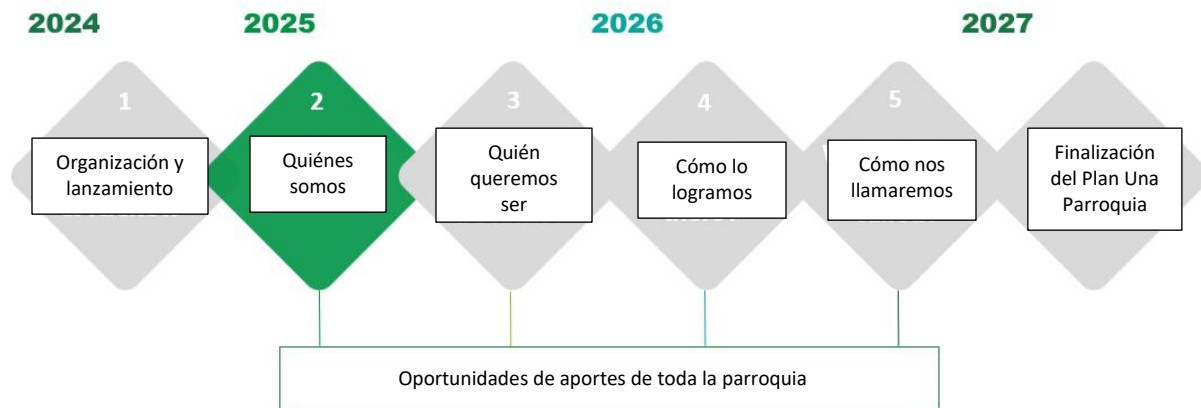 2024
2025
2026
2027
1
2
3
4
5
Organización y
lanzamiento
Quiénes
somos
Quién
queremos
ser
Cómo lo
logramos
Cómo nos
llamaremos
Finalización
del Plan Una
Parroquia
Oportunidades de aportes de toda la parroquia